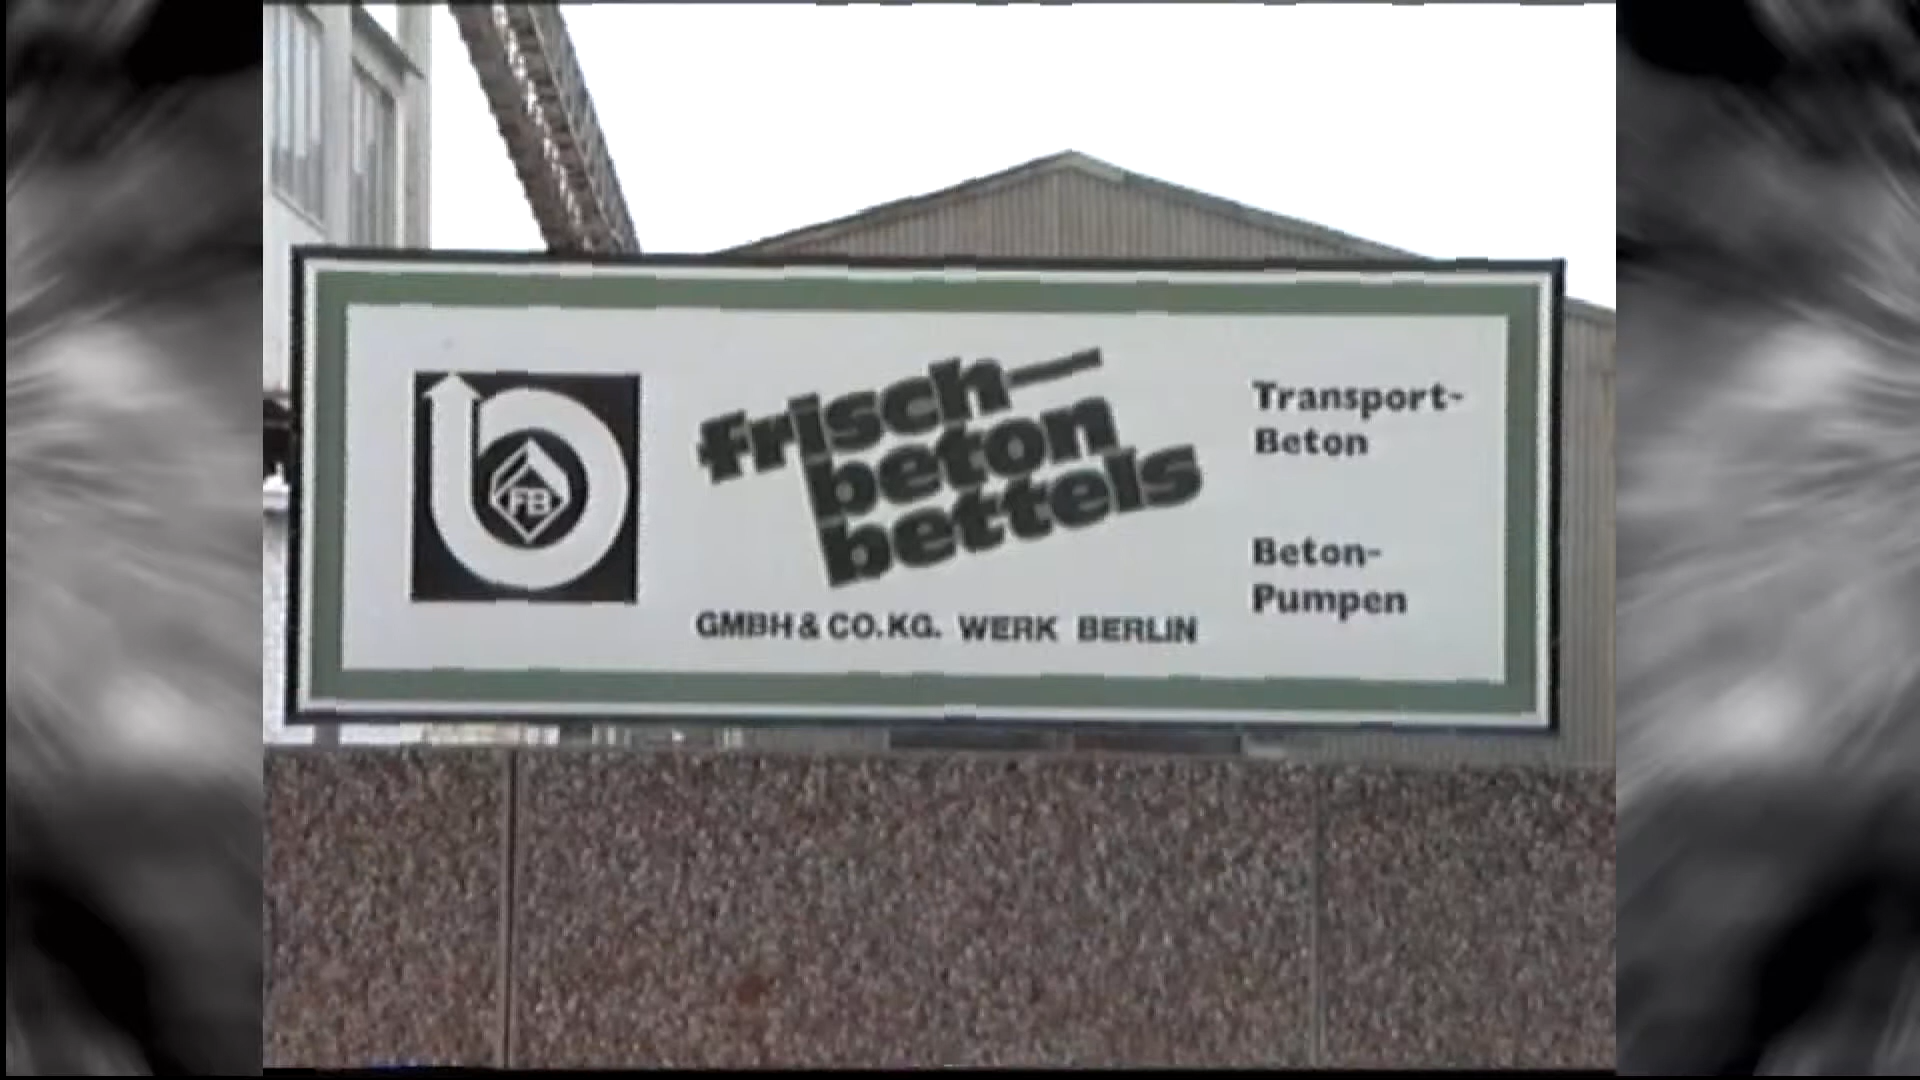 FB
frisch-
beton
bettels
GMBH & CO.KG. WERK BERLIN
Transport-
Beton
Beton-
Pumpen